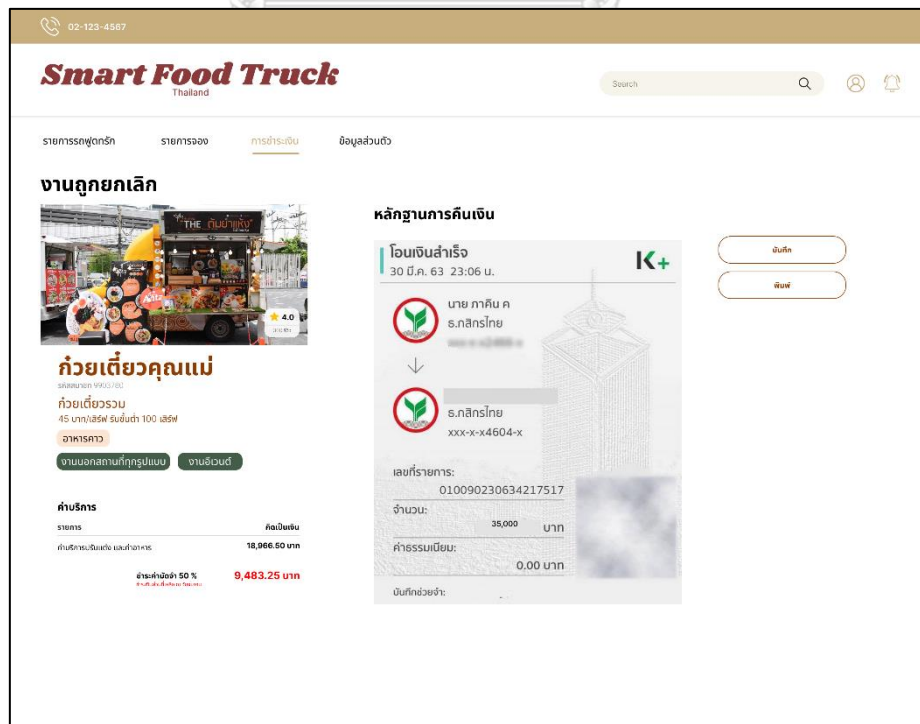 02-123-4567
Smart Food Truck
Thailand
Search
รายการรถฟูดทรัก รายการจอง การชำระเงิน ข้อมูลส่วนตัว
งานถูกยกเลิก
THE ต้มยำแห้ง
4.0
ก๋วยเตี๋ยวคุณแม่
ก๋วยเตี๋ยวรวม
45 บาท/เสิร์ฟ รับขั้นต่ำ 100 เสิร์ฟ
อาหารคาว
งานนอกสถานที่ทุกรูปแบบ งานอีเวนต์
ค่าบริการ
รายการ คิดเป็นเงิน
ค่าบริการปรับแต่ง และค่าอาหาร 18,966.50 บาท
ชำระค่ามัดจำ 50 % 9,483.25 บาท
หลักฐานการคืนเงิน
โอนเงินสำเร็จ
30 มี.ค. 63 23:06 น.
K+
นาย ภาคิน ค
ธ.กสิกรไทย
ธ.กสิกรไทย
xxx-x-x4604-x
เลขที่รายการ:
010090230634217517
จำนวน:
35,000 บาท
ค่าธรรมเนียม:
0.00 บาท
บันทึกช่วยจำ:
บันทึก
พิมพ์